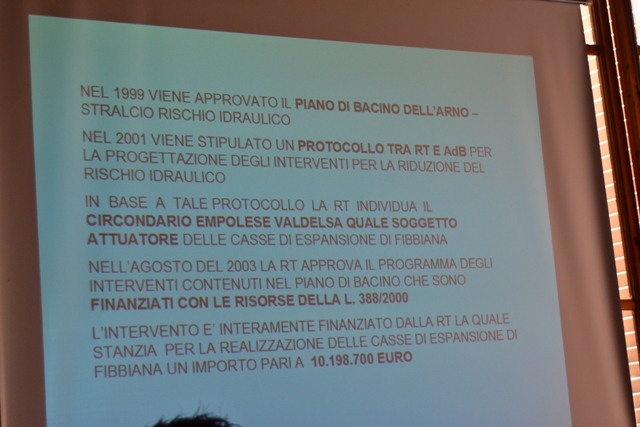 NEL 1999 VIENE APPROVATO IL PIANO DI BACINO DELL'ARNO –
STRALCIO RISCHIO IDRAULICO
NEL 2001 VIENE STIPULATO UN PROTOCOLLO TRA RT E AdB PER
LA PROGETTAZIONE DEGLI INTERVENTI PER LA RIDUZIONE DEL
RISCHIO IDRAULICO
IN BASE A TALE PROTOCOLLO LA RT INDIVIDUA IL
CIRCONDARIO EMPOLESE VALDELSA QUALE SOGGETTO
ATTUATORE DELLE CASSE DI ESPANSIONE DI FIBBIANA
NELL'AGOSTO DEL 2003 LA RT APPROVA IL PROGRAMMA DEGLI
INTERVENTI CONTENUTI NEL PIANO DI BACINO CHE SONO
FINANZIATI CON LE RISORSE DELLA L. 388/2000
L'INTERVENTO E' INTERAMENTE FINANZIATO DALLA RT LA QUALE
STANZIA PER LA REALIZZAZIONE DELLE CASSE DI ESPANSIONE DI
FIBBIANA UN IMPORTO PARI A 10.198.700 EURO